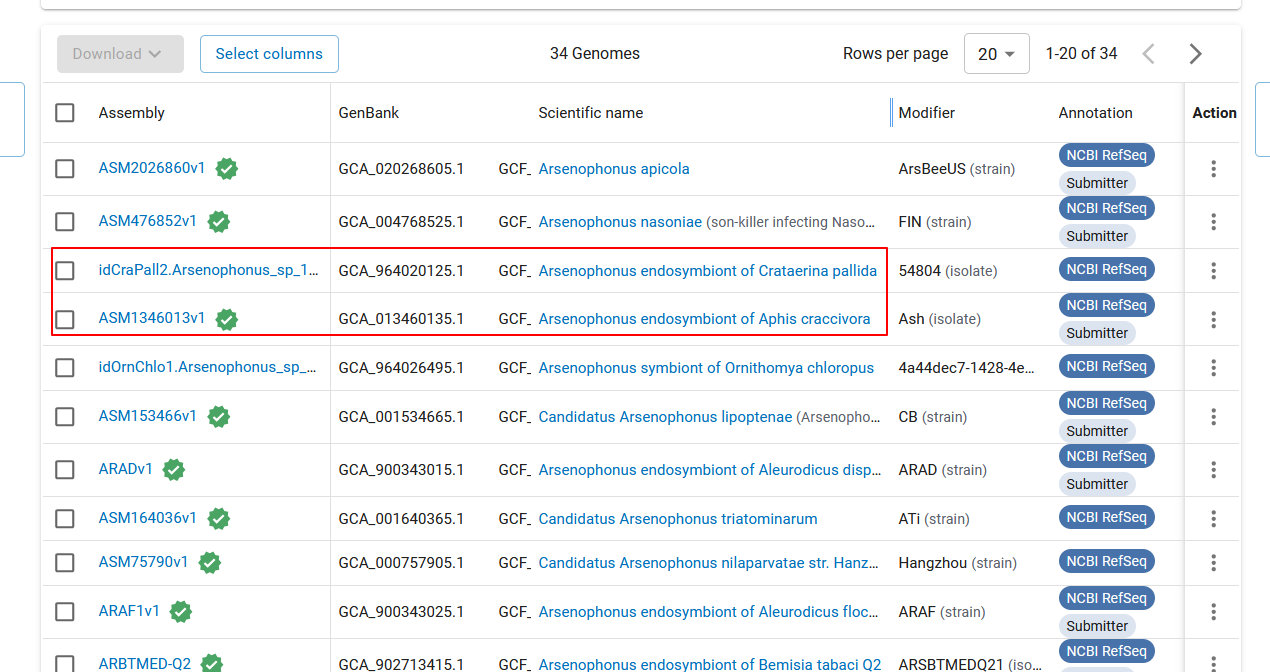 Download Select columns 34 Genomes Rows per page 20 1-20 of 34
Assembly GenBank Scientific name Modifier Annotation Action
ASM2026860v1 GCA_020268605.1 GCF_ Arsenophonus apicola ArsBeeUS (strain) NCBI RefSeq
Submitter
ASM476852v1 GCA_004768525.1 GCF_ Arsenophonus nasoniae (son-killer infecting Naso... FIN (strain) NCBI RefSeq
Submitter
idCraPall2.Arsenophonus_sp_1... GCA_964020125.1 GCF_ Arsenophonus endosymbiont of Crataerina pallida 54804 (isolate) NCBI RefSeq
ASM1346013v1 GCA_013460135.1 GCF_ Arsenophonus endosymbiont of Aphis craccivora Ash (isolate) NCBI RefSeq
Submitter
idOrnChlo1.Arsenophonus_sp_... GCA_964026495.1 GCF_ Arsenophonus symbiont of Ornithomya chloropus 4a44dec7-1428-4e... NCBI RefSeq
ASM153466v1 GCA_001534665.1 GCF_ Candidatus Arsenophonus lipoptenae (Arsenopho... CB (strain) NCBI RefSeq
Submitter
ARADv1 GCA_900343015.1 GCF_ Arsenophonus endosymbiont of Aleurodicus disp... ARAD (strain) NCBI RefSeq
Submitter
ASM164036v1 GCA_001640365.1 GCF_ Candidatus Arsenophonus triatominarum ATi (strain) NCBI RefSeq
ASM75790v1 GCA_000757905.1 GCF_ Candidatus Arsenophonus nilaparvatae str. Hanz... Hangzhou (strain) NCBI RefSeq
ARAF1v1 GCA_900343025.1 GCF_ Arsenophonus endosymbiont of Aleurodicus floc... ARAF (strain) NCBI RefSeq
Submitter
ARBTMED-Q2 GCA_902713415.1 GCF_ Arsenophonus endosymbiont of Bemisia tabaci Q2 ARSBTMEDQ21 (iso... NCBI RefSeq